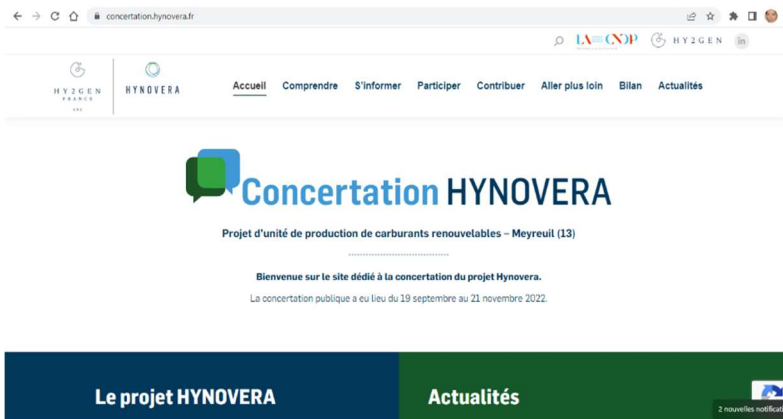 concertation.hynovera.fr
LA CNDP
HY2GEN
in
HY2GEN
FRANCE
HYNOVERA
Accueil Comprendre S'informer Participer Contribuer Aller plus loin Bilan Actualités
Concertation HYNOVERA
Projet d'unité de production de carburants renouvelables – Meyreuil (13)
Bienvenue sur le site dédié à la concertation du projet Hynovera.
La concertation publique a eu lieu du 19 septembre au 21 novembre 2022.
Le projet HYNOVERA
Actualités
2 nouvelles notificati